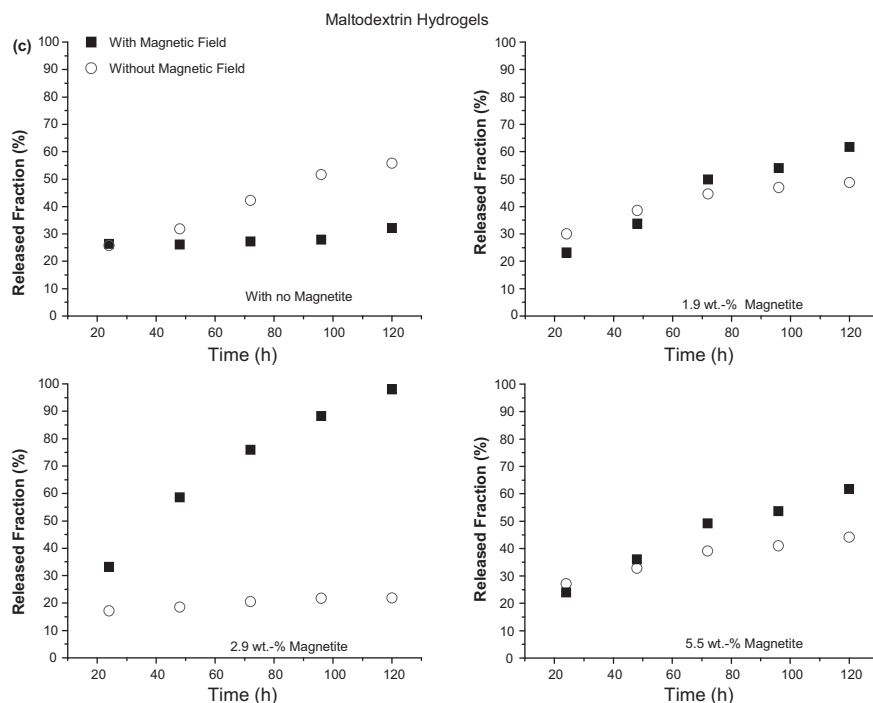 Maltodextrin Hydrogels
(c)
With Magnetic Field
Without Magnetic Field
Released Fraction (%)
100
90
80
70
60
50
40
30
20
10
0
With no Magnetite
20 40 60 80 100 120
Time (h)
Released Fraction (%)
100
90
80
70
60
50
40
30
20
10
0
1.9 wt.-% Magnetite
20 40 60 80 100 120
Time (h)
Released Fraction (%)
100
90
80
70
60
50
40
30
20
10
0
2.9 wt.-% Magnetite
20 40 60 80 100 120
Time (h)
Released Fraction (%)
100
90
80
70
60
50
40
30
20
10
0
5.5 wt.-% Magnetite
20 40 60 80 100 120
Time (h)